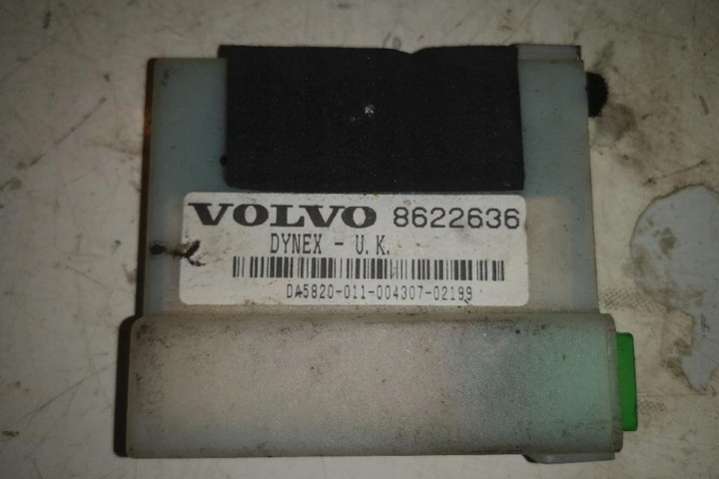 VOLVO 8622636
DYNEX - U.K.
DA5820-011-004307-02199